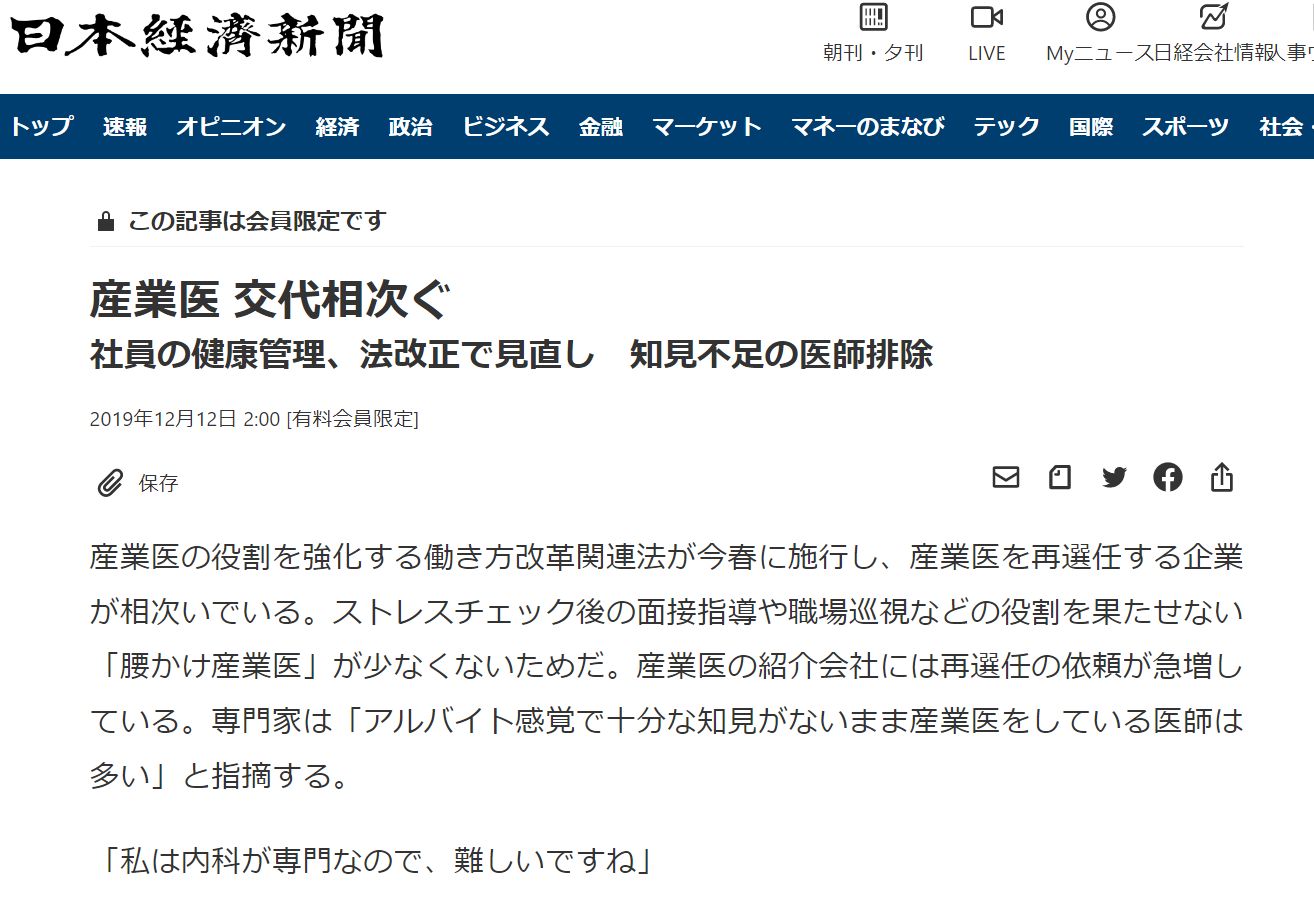 日本経済新聞
朝刊・夕刊 LIVE Myニュース 日経会社情報 人事ウ
トップ 速報 オピニオン 経済 政治 ビジネス 金融 マーケット マネーのまなび テック 国際 スポーツ 社会・
この記事は会員限定です
産業医 交代相次ぐ
社員の健康管理、法改正で見直し　知見不足の医師排除
2019年12月12日 2:00 [有料会員限定]
保存
産業医の役割を強化する働き方改革関連法が今春に施行し、産業医を再選任する企業
が相次いでいる。ストレスチェック後の面接指導や職場巡視などの役割を果たせない
「腰かけ産業医」が少なくないためだ。産業医の紹介会社には再選任の依頼が急増し
ている。専門家は「アルバイト感覚で十分な知見がないまま産業医をしている医師は
多い」と指摘する。
「私は内科が専門なので、難しいですね」